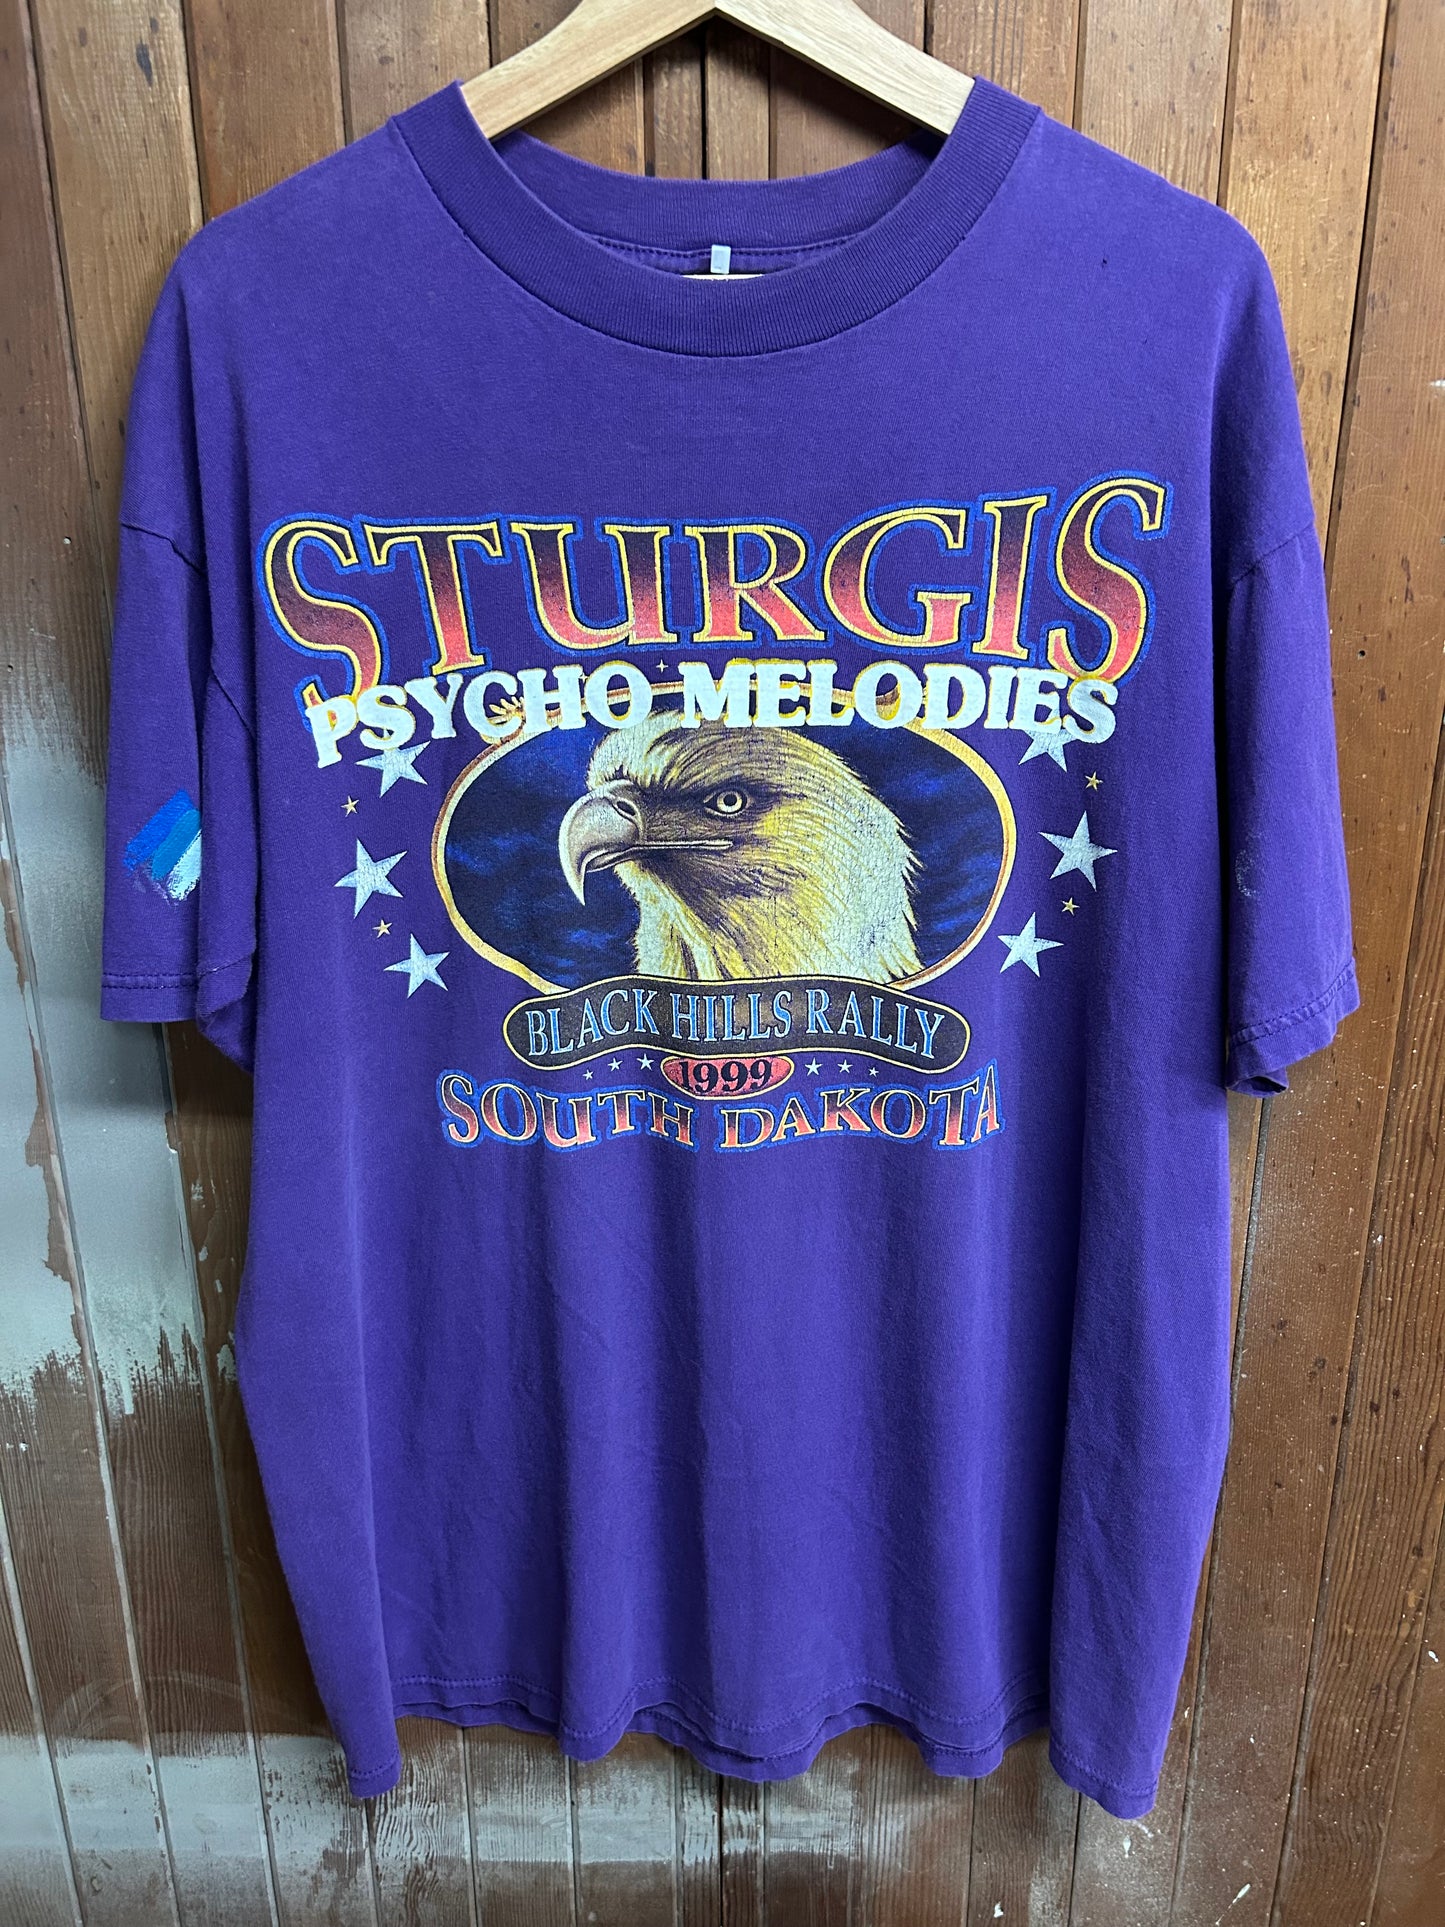 STURGIS
PSYCHO MELODIES
BLACK HILLS RALLY
1999
SOUTH DAKOTA